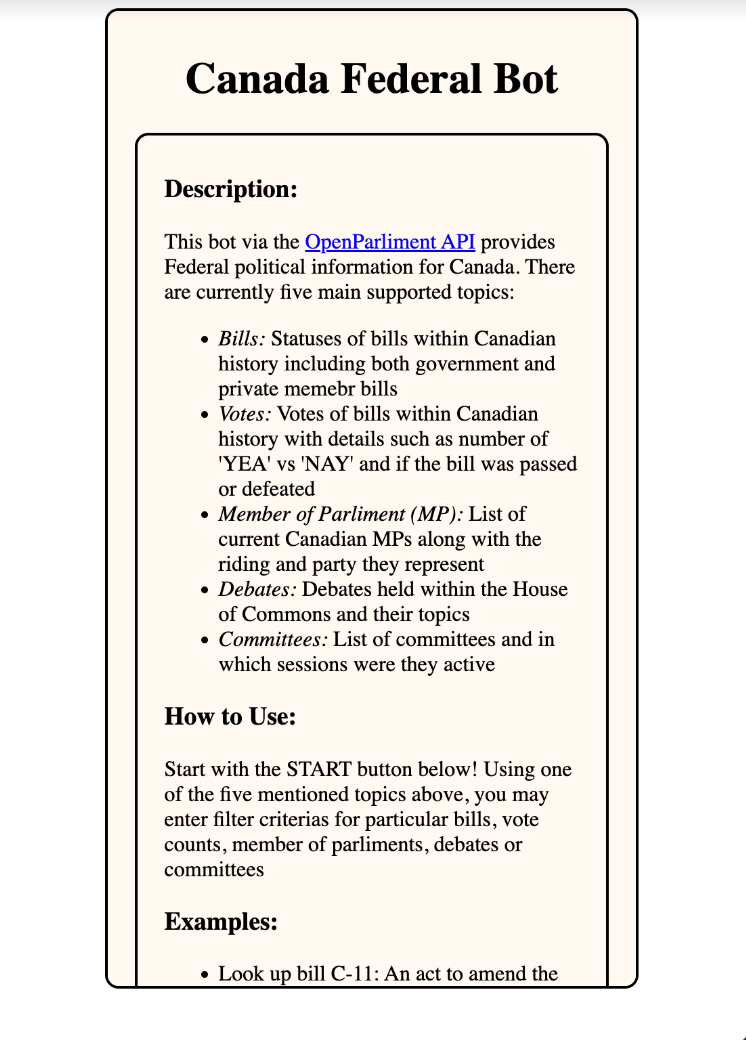 Canada Federal Bot
Description:
This bot via the OpenParliment API provides
Federal political information for Canada. There
are currently five main supported topics:
• Bills: Statuses of bills within Canadian
history including both government and
private memebr bills
• Votes: Votes of bills within Canadian
history with details such as number of
'YEA' vs 'NAY' and if the bill was passed
or defeated
• Member of Parliment (MP): List of
current Canadian MPs along with the
riding and party they represent
• Debates: Debates held within the House
of Commons and their topics
• Committees: List of committees and in
which sessions were they active
How to Use:
Start with the START button below! Using one
of the five mentioned topics above, you may
enter filter criterias for particular bills, vote
counts, member of parliments, debates or
committees
Examples:
• Look up bill C-11: An act to amend the